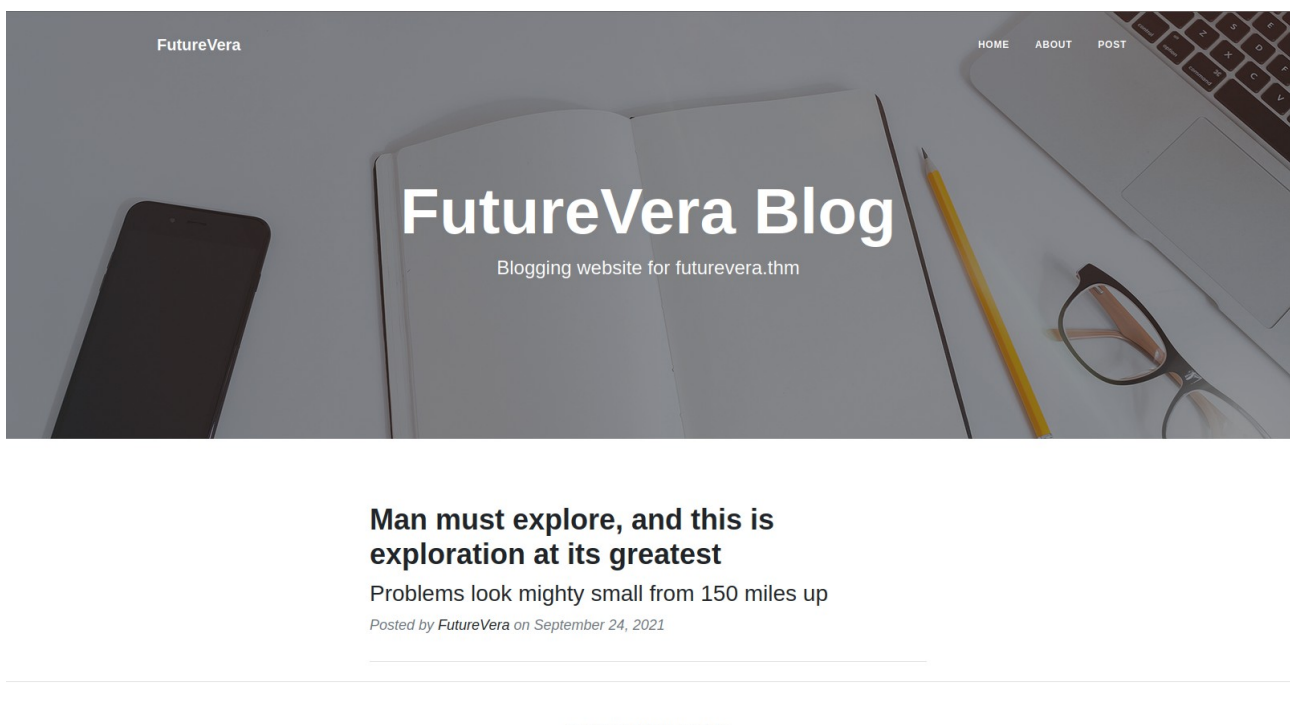 FutureVera
HOME ABOUT POST
FutureVera Blog
Blogging website for futurevera.thm
Man must explore, and this is
exploration at its greatest
Problems look mighty small from 150 miles up
Posted by FutureVera on September 24, 2021